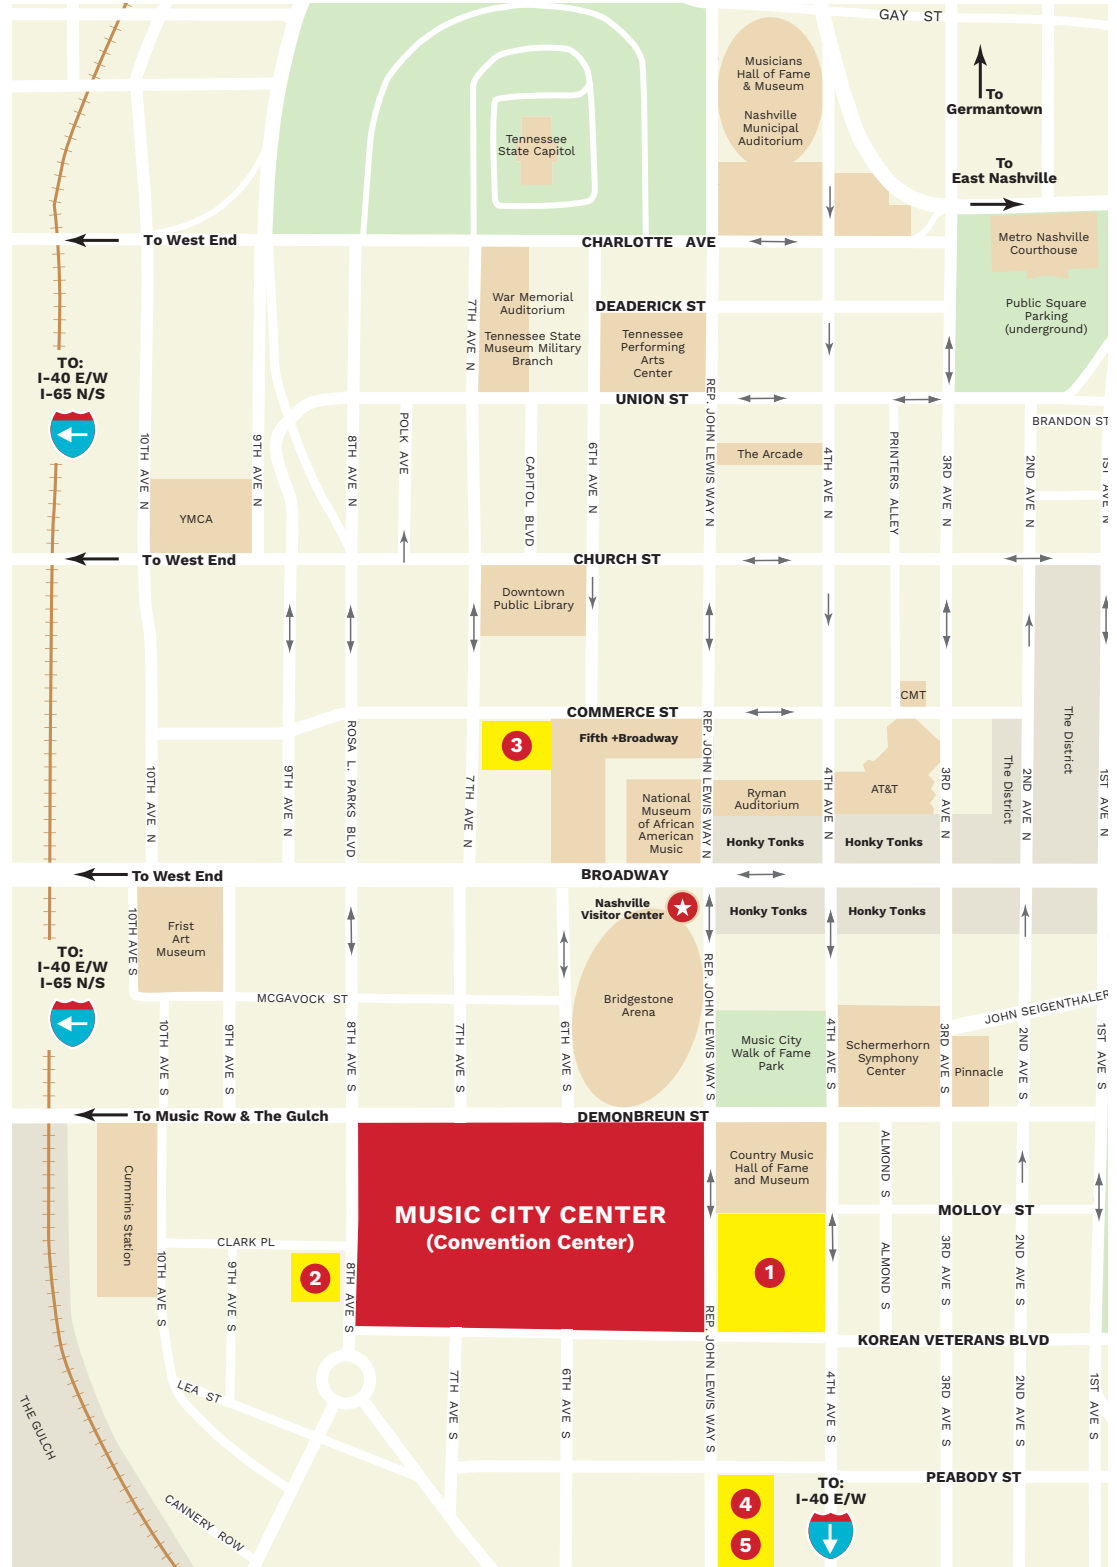 GAY ST
Musicians
Hall of Fame
& Museum
Nashville
Municipal
Auditorium
To
Germantown
Tennessee
State Capitol
To
East Nashville
To West End
CHARLOTTE AVE
Metro Nashville
Courthouse
War Memorial
Auditorium
Tennessee State
Museum Military
Branch
DEADERICK ST
Tennessee
Performing
Arts
Center
Public Square
Parking
(underground)
7TH AVE N
TO:
I-40 E/W
I-65 N/S
UNION ST
BRANDON ST
10TH AVE N
9TH AVE N
8TH AVE N
POLK AVE
CAPITOL BLVD
6TH AVE N
REP. JOHN LEWIS WAY N
The Arcade
4TH AVE N
PRINTERS ALLEY
3RD AVE N
2ND AVE N
1ST AVE N
YMCA
To West End
CHURCH ST
Downtown
Public Library
CMT
The District
COMMERCE ST
3
Fifth +Broadway
10TH AVE N
9TH AVE N
ROSA L. PARKS BLVD
7TH AVE N
National
Museum
of African
American
Music
REP. JOHN LEWIS WAY N
Ryman
Auditorium
4TH AVE N
AT&T
3RD AVE N
The District
2ND AVE N
1ST AVE N
Honky Tonks
Honky Tonks
To West End
BROADWAY
Nashville
Visitor Center
Honky Tonks
Honky Tonks
10TH AVE S
Frist
Art
Museum
TO:
I-40 E/W
I-65 N/S
MCGAVOCK ST
Bridgestone
Arena
REP. JOHN LEWIS WAY S
JOHN SEIGENTHALER
10TH AVE S
9TH AVE S
8TH AVE S
7TH AVE S
6TH AVE S
Music City
Walk of Fame
Park
4TH AVE S
Schermerhorn
Symphony
Center
3RD AVE S
Pinnacle
2ND AVE S
1ST AVE S
To Music Row & The Gulch
DEMONBREUN ST
Cummins Station
Country Music
Hall of Fame
and Museum
ALMOND S
MUSIC CITY CENTER
(Convention Center)
MOLLOY ST
CLARK PL
2
1
10TH AVE S
9TH AVE S
8TH AVE S
ALMOND S
3RD AVE S
2ND AVE S
REP. JOHN LEWIS WAY S
KOREAN VETERANS BLVD
LEA ST
7TH AVE S
6TH AVE S
4TH AVE S
3RD AVE S
2ND AVE S
1ST AVE S
THE GULCH
PEABODY ST
CANNERY ROW
4
5
TO:
I-40 E/W